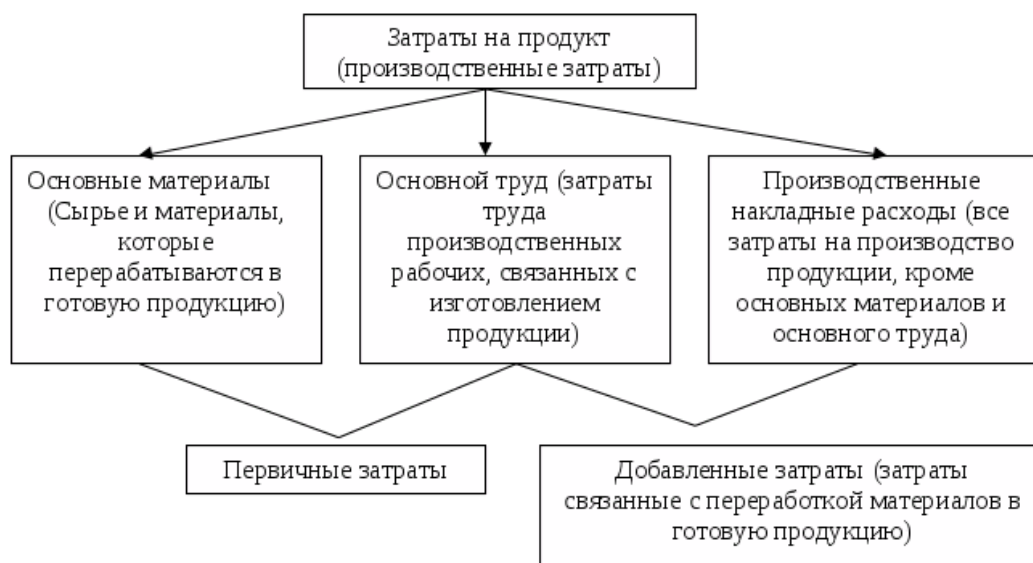 Затраты на продукт
(производственные затраты)
Основные материалы
(Сырье и материалы,
которые
перерабатываются в
готовую продукцию)
Основной труд (затраты
труда
производственных
рабочих, связанных с
изготовлением
продукции)
Производственные
накладные расходы (все
затраты на производство
продукции, кроме
основных материалов и
основного труда)
Первичные затраты
Добавленные затраты (затраты
связанные с переработкой материалов в
готовую продукцию)